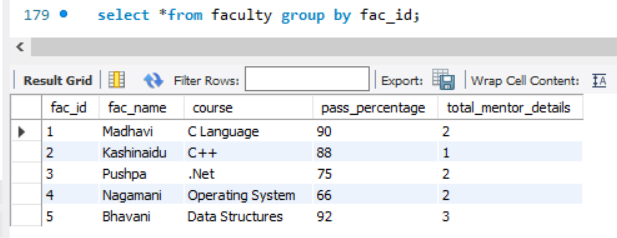 179 select *from faculty group by fac_id;
Result Grid Filter Rows: Export: Wrap Cell Content:
fac_id fac_name course pass_percentage total_mentor_details
1 Madhavi C Language 90 2
2 Kashinaidu C++ 88 1
3 Pushpa .Net 75 2
4 Nagamani Operating System 66 2
5 Bhavani Data Structures 92 3